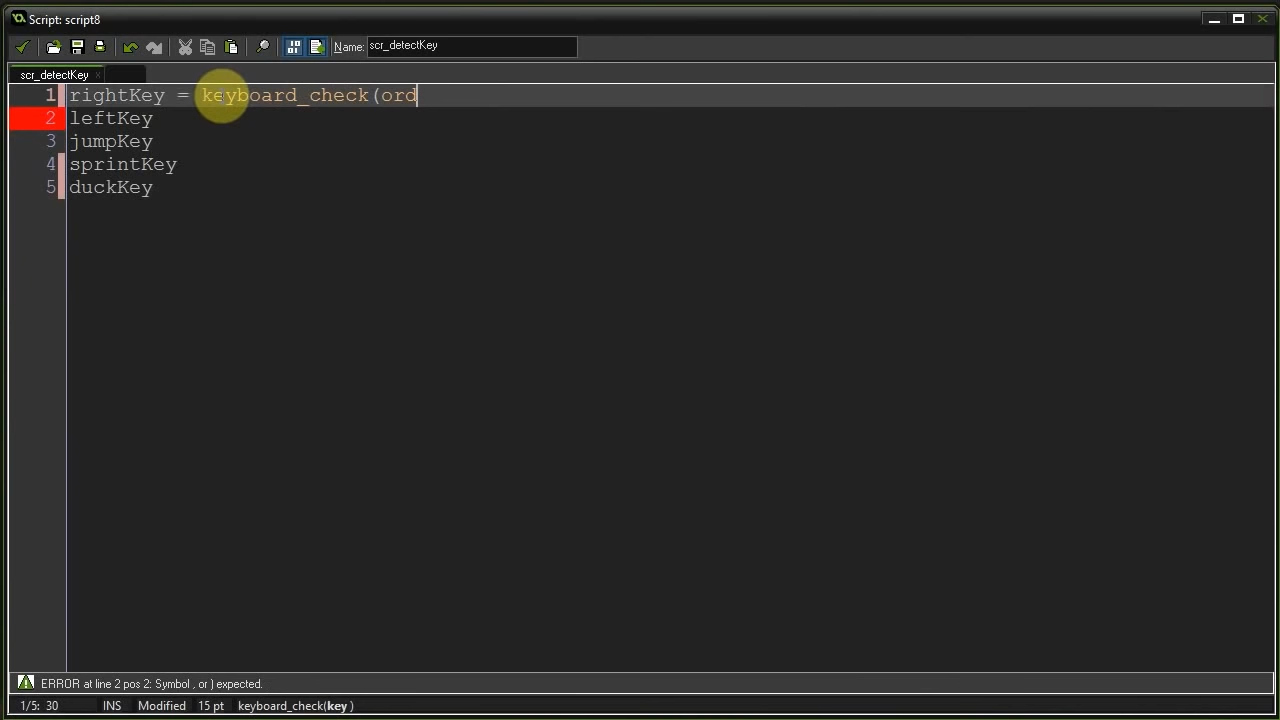 Script: script8
Name: scr_detectKey
scr_detectKey ×
1 rightKey = keyboard_check(ord
2 leftKey
3 jumpKey
4 sprintKey
5 duckKey
ERROR at line 2 pos 2: Symbol , or ) expected.
1/5: 30 INS Modified 15 pt keyboard_check(key )